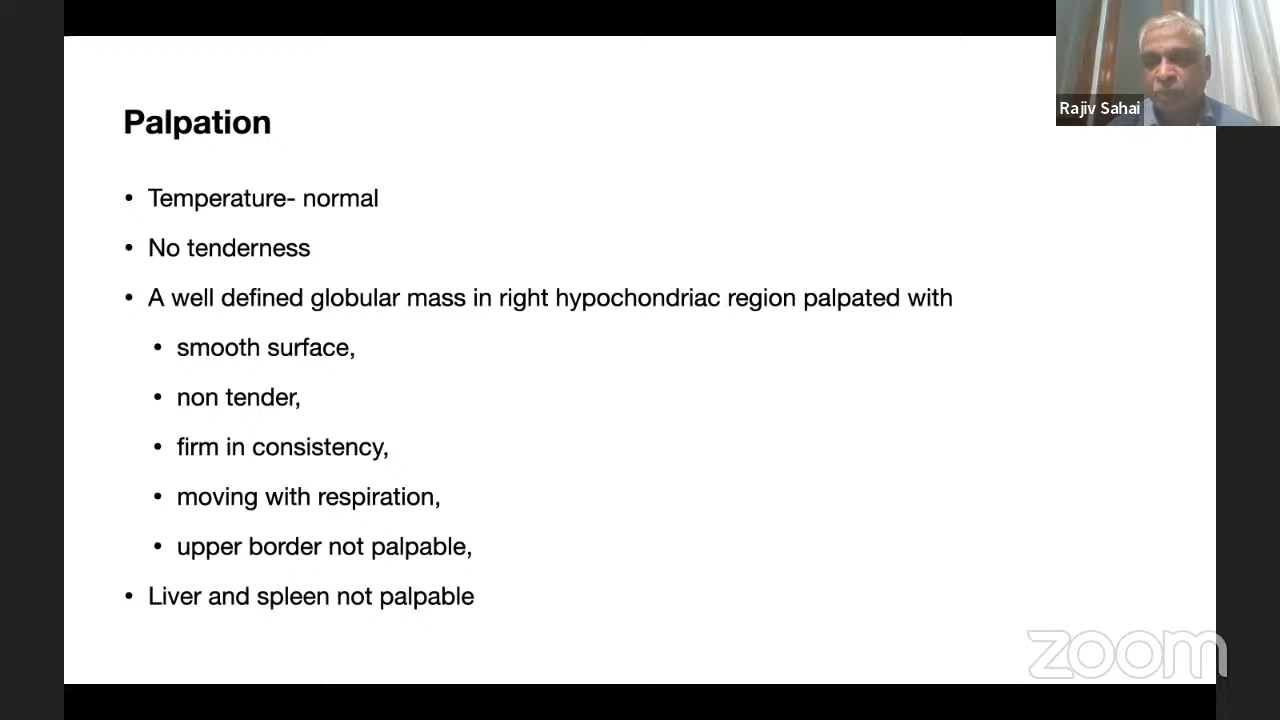 Rajiv Sahai
Palpation
• Temperature- normal
• No tenderness
• A well defined globular mass in right hypochondriac region palpated with
• smooth surface,
• non tender,
• firm in consistency,
• moving with respiration,
• upper border not palpable,
• Liver and spleen not palpable
zoom